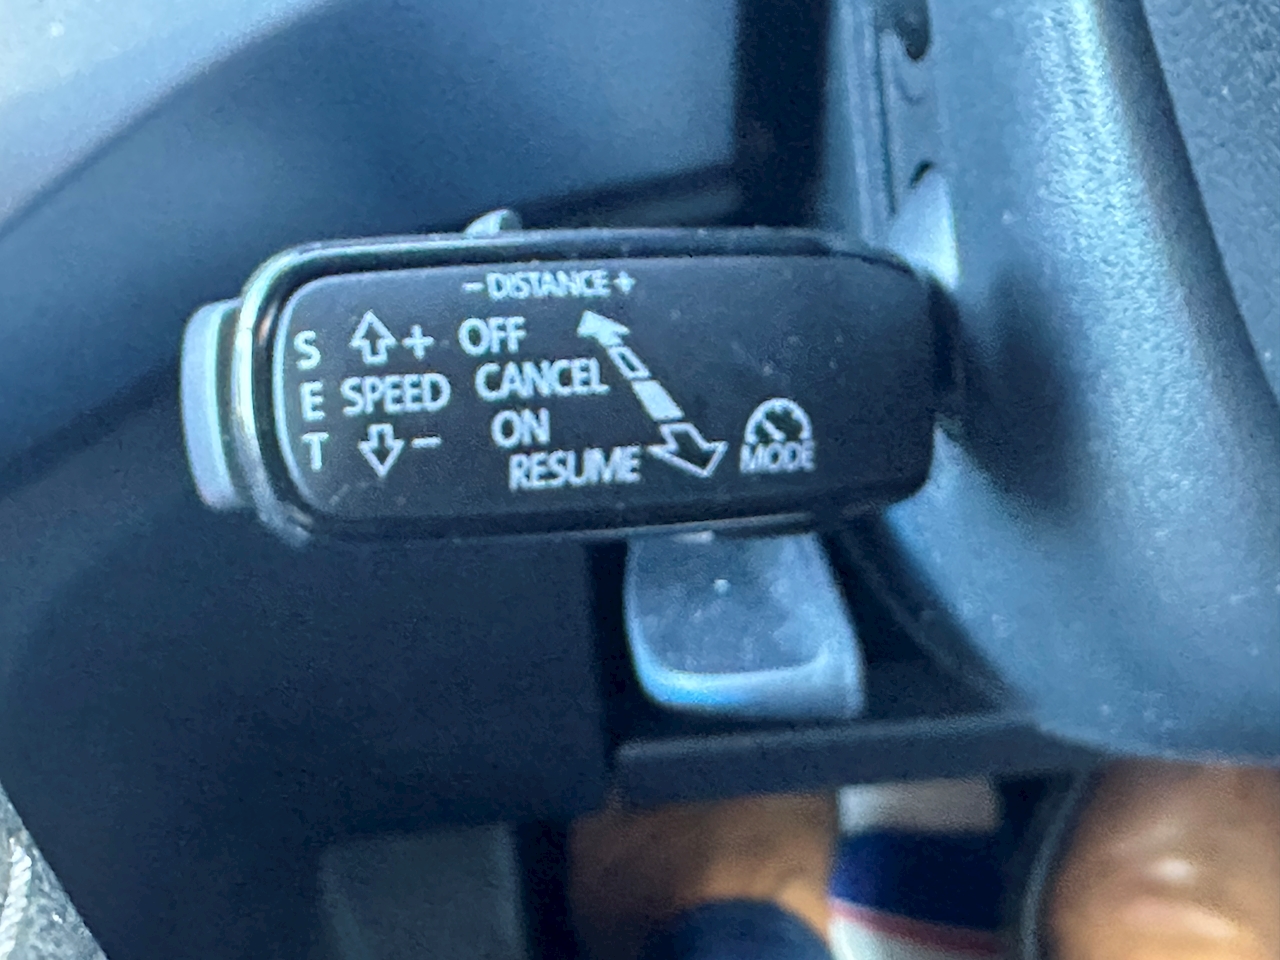 - DISTANCE +
S
E
T
+
SPEED
-
OFF
CANCEL
ON
RESUME
MODE